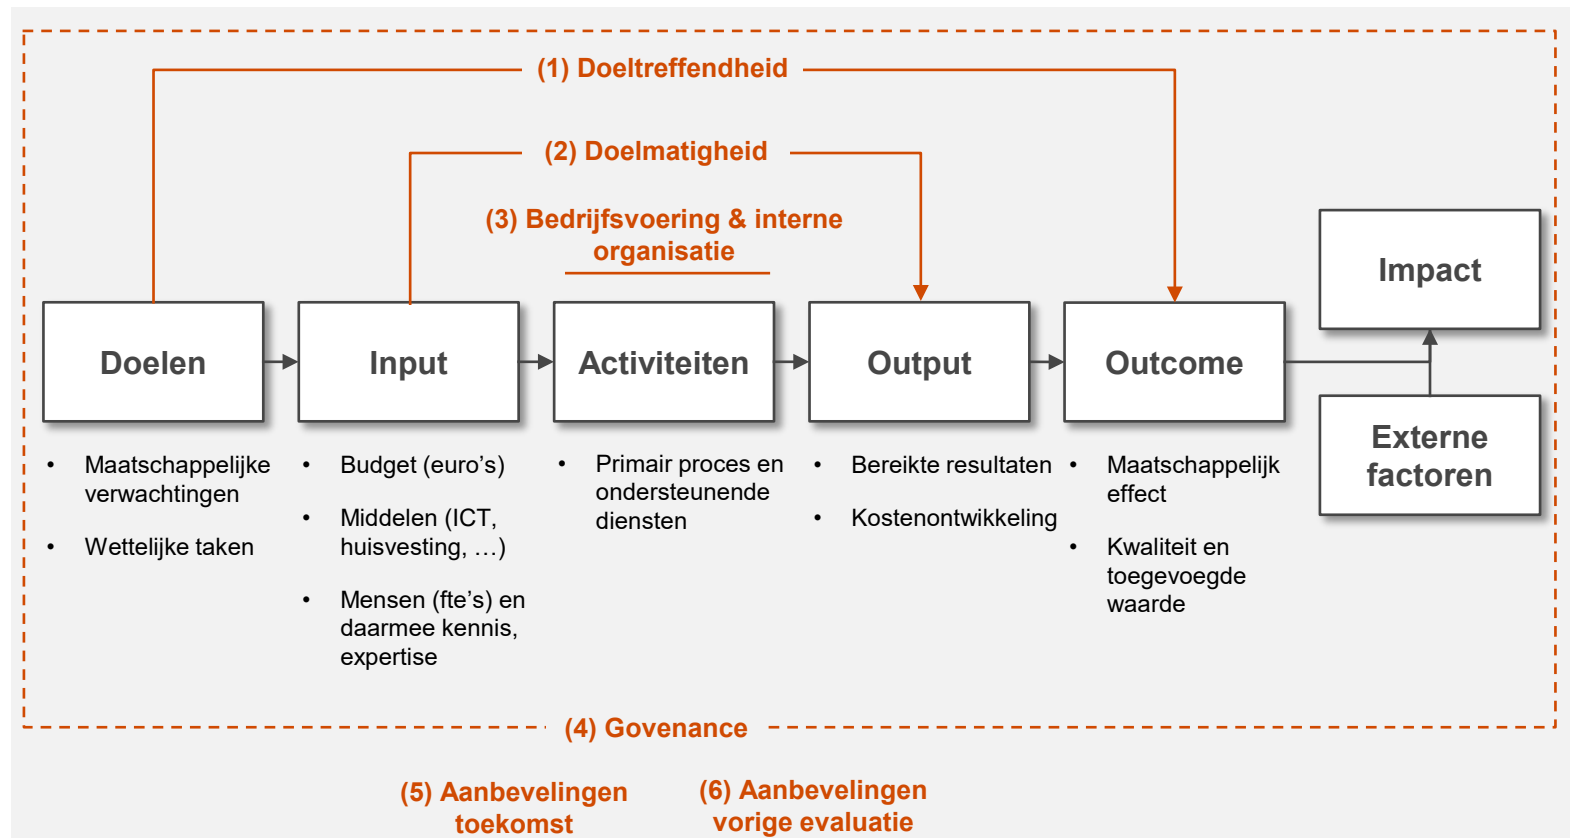 (1) Doeltreffendheid
(2) Doelmatigheid
(3) Bedrijfsvoering & interne
organisatie
Impact
Doelen
Input
Activiteiten
Output
Outcome
Externe
factoren
• Maatschappelijke
verwachtingen
• Wettelijke taken
• Budget (euro’s)
• Middelen (ICT,
huisvesting, …)
• Mensen (fte’s) en
daarmee kennis,
expertise
• Primair proces en
ondersteunende
diensten
• Bereikte resultaten
• Kostenontwikkeling
• Maatschappelijk
effect
• Kwaliteit en
toegevoegde
waarde
(4) Govenance
(5) Aanbevelingen
toekomst
(6) Aanbevelingen
vorige evaluatie